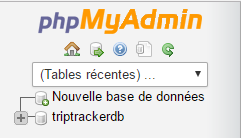 phpMyAdmin
(Tables récentes) ...
Nouvelle base de données
triptrackerdb